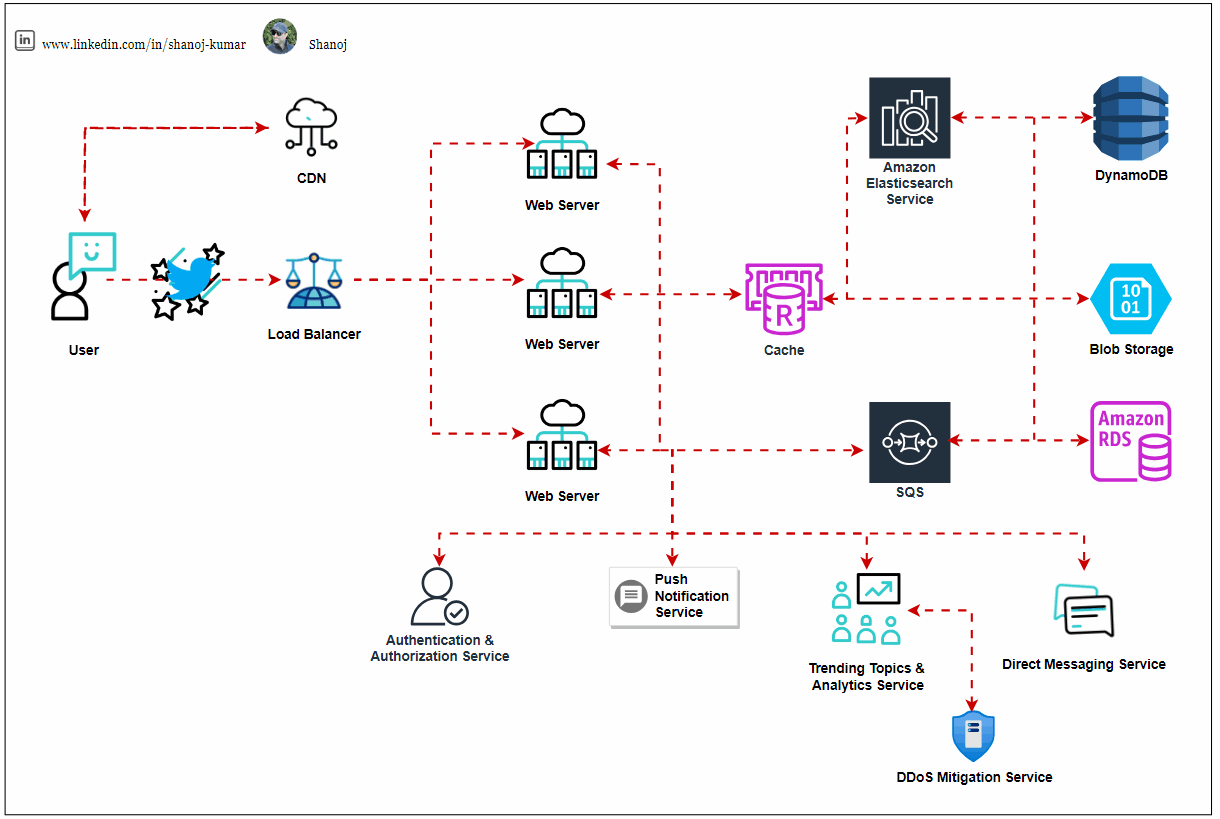 in www.linkedin.com/in/shanoj-kumar Shanoj
CDN
Web Server
Amazon
Elasticsearch
Service
DynamoDB
User
Load Balancer
Web Server
R
Cache
10
01
Blob Storage
Web Server
SQS
Amazon
RDS
Authentication &
Authorization Service
Push
Notification
Service
Trending Topics &
Analytics Service
Direct Messaging Service
DDoS Mitigation Service